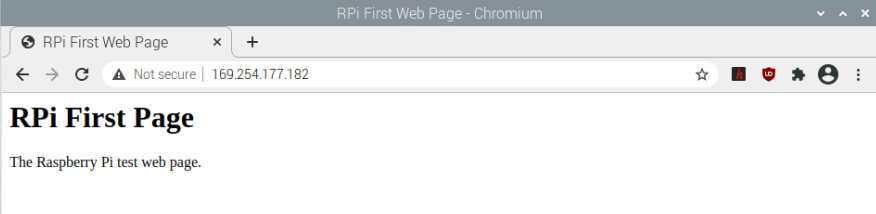 RPi First Web Page - Chromium
RPi First Web Page
Not secure 169.254.177.182
RPi First Page
The Raspberry Pi test web page.